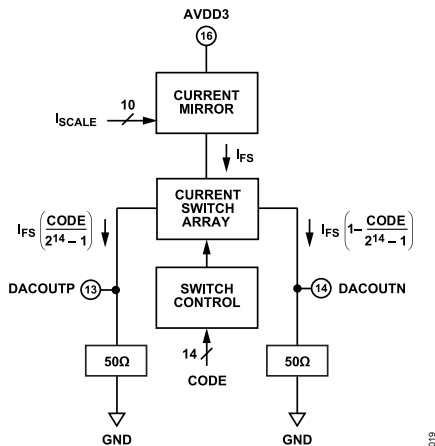 AVDD3
16
CURRENT
MIRROR
10
ISCALE
IFS
CURRENT
SWITCH
ARRAY
IFS (CODE / 2^14 – 1)
IFS (1– CODE / 2^14 – 1)
DACOUTP 13
SWITCH
CONTROL
14 DACOUTN
14
CODE
50Ω
50Ω
GND
GND
019